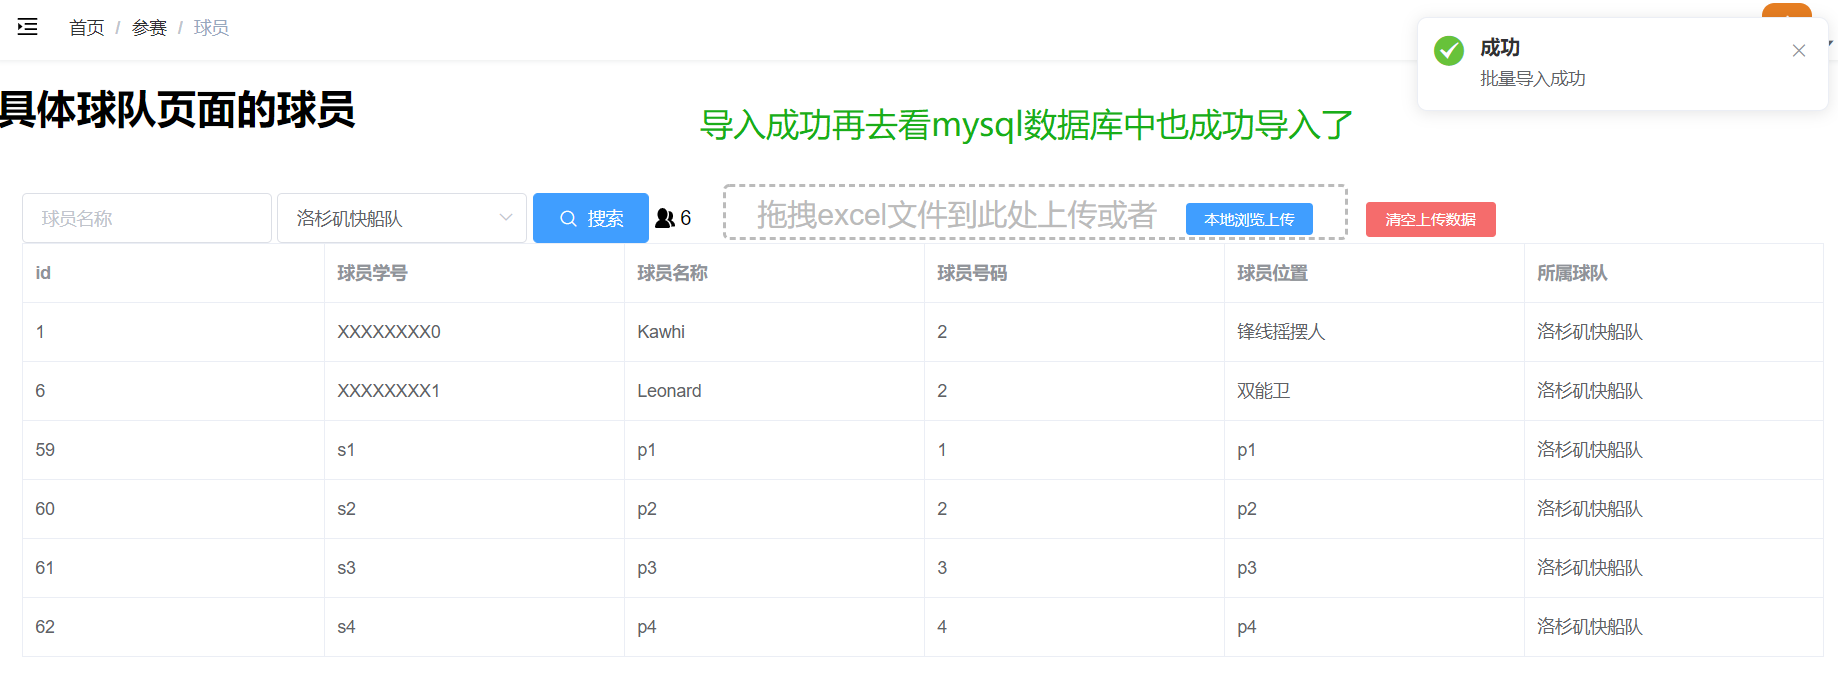 首页 / 参赛 / 球员
成功
批量导入成功
具体球队页面的球员
导入成功再去看mysql数据库中也成功导入了
球员名称 洛杉矶快船队 搜索 6 拖拽excel文件到此处上传或者 本地浏览上传 清空上传数据
id 球员学号 球员名称 球员号码 球员位置 所属球队
1 XXXXXXXX0 Kawhi 2 锋线摇摆人 洛杉矶快船队
6 XXXXXXXX1 Leonard 2 双能卫 洛杉矶快船队
59 s1 p1 1 p1 洛杉矶快船队
60 s2 p2 2 p2 洛杉矶快船队
61 s3 p3 3 p3 洛杉矶快船队
62 s4 p4 4 p4 洛杉矶快船队